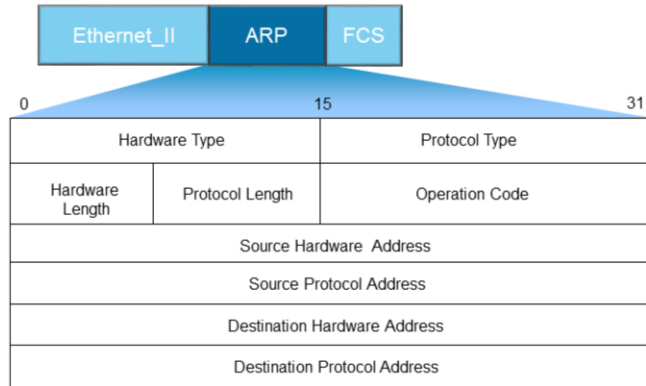 Ethernet_II ARP FCS
0 15 31
Hardware Type Protocol Type
Hardware
Length Protocol Length Operation Code
Source Hardware Address
Source Protocol Address
Destination Hardware Address
Destination Protocol Address